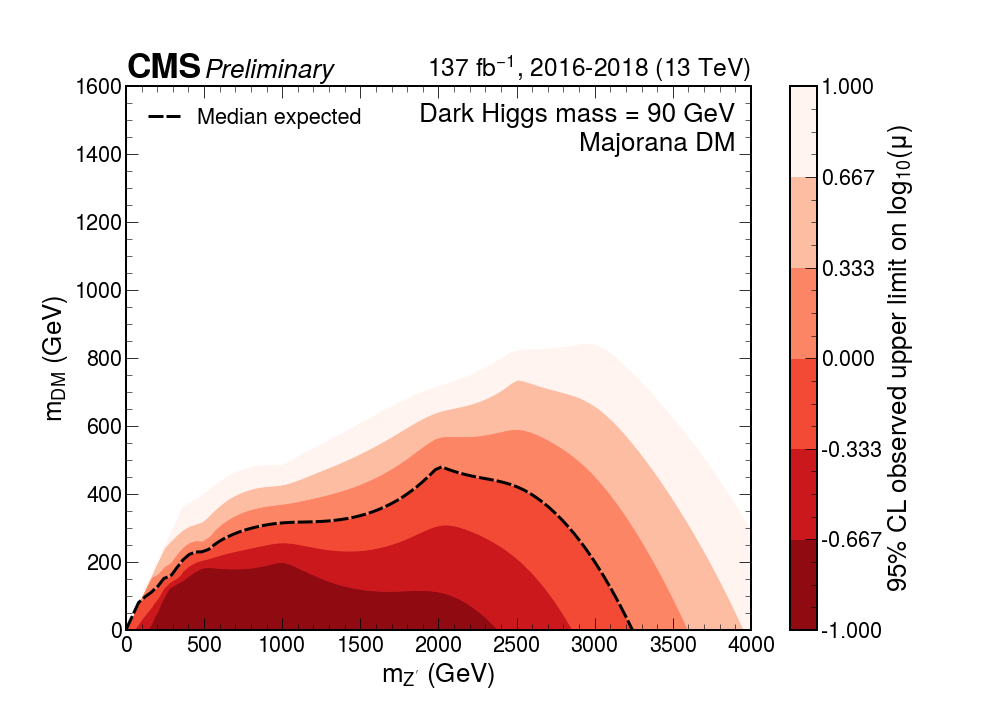 CMS Preliminary 137 fb⁻¹, 2016-2018 (13 TeV)
Median expected
Dark Higgs mass = 90 GeV
Majorana DM
1600
1400
1200
1000
800
600
400
200
0
m_DM (GeV)
0 500 1000 1500 2000 2500 3000 3500 4000
m_Z′ (GeV)
1.000
0.667
0.333
0.000
-0.333
-0.667
-1.000
95% CL observed upper limit on log₁₀(μ)